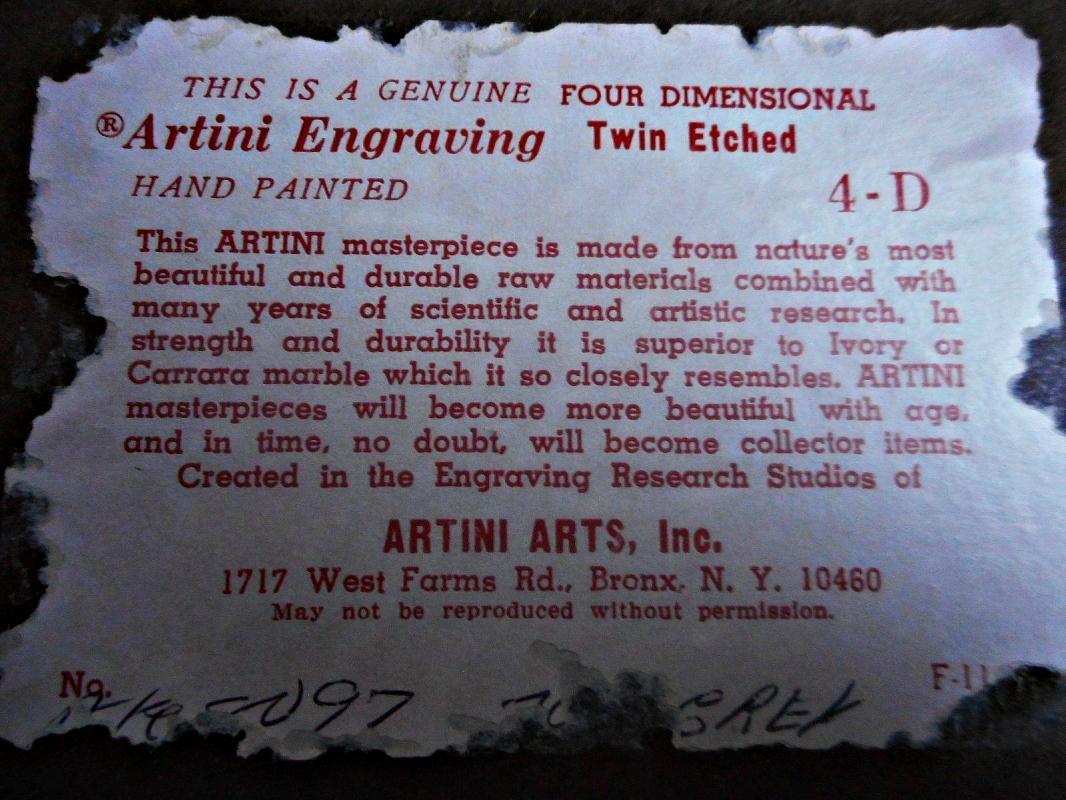 THIS IS A GENUINE FOUR DIMENSIONAL
®Artini Engraving Twin Etched
HAND PAINTED 4-D
This ARTINI masterpiece is made from nature's most
beautiful and durable raw materials combined with
many years of scientific and artistic research. In
strength and durability it is superior to Ivory or
Carrara marble which it so closely resembles. ARTINI
masterpieces will become more beautiful with age,
and in time, no doubt, will become collector items.
Created in the Engraving Research Studios of
ARTINI ARTS, Inc.
1717 West Farms Rd., Bronx, N. Y. 10460
May not be reproduced without permission.
No. F-11
GREY